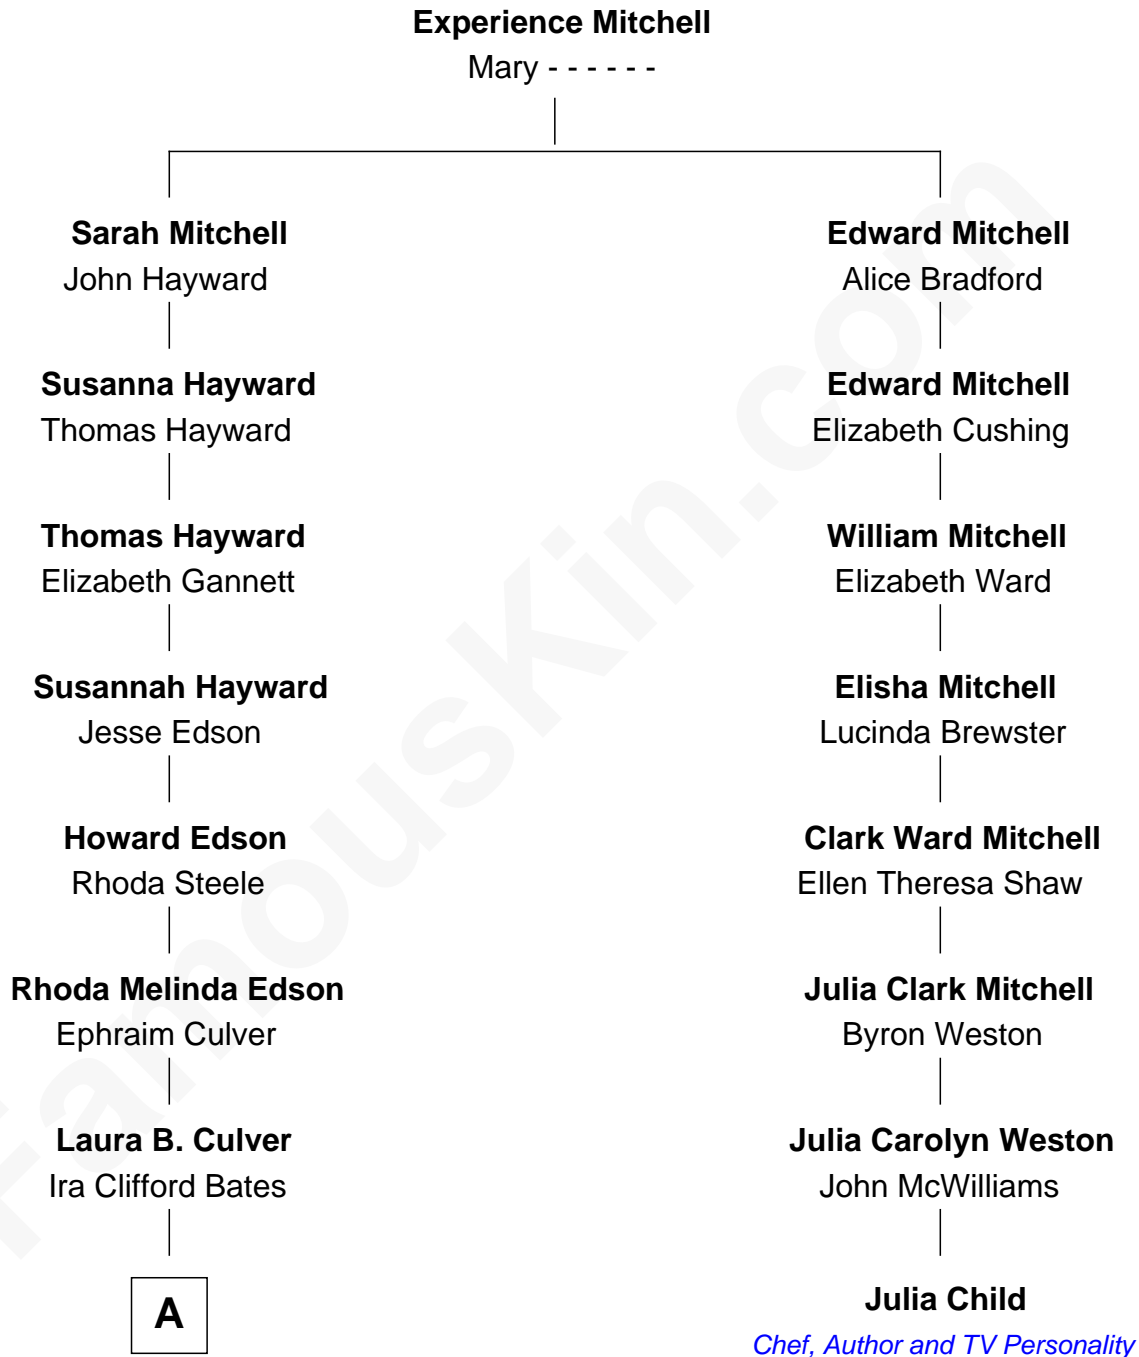 Experience Mitchell
Mary - - - - - -
Sarah Mitchell
John Hayward
Edward Mitchell
Alice Bradford
Susanna Hayward
Thomas Hayward
Edward Mitchell
Elizabeth Cushing
Thomas Hayward
Elizabeth Gannett
William Mitchell
Elizabeth Ward
Susannah Hayward
Jesse Edson
Elisha Mitchell
Lucinda Brewster
Howard Edson
Rhoda Steele
Clark Ward Mitchell
Ellen Theresa Shaw
Rhoda Melinda Edson
Ephraim Culver
Julia Clark Mitchell
Byron Weston
Laura B. Culver
Ira Clifford Bates
Julia Carolyn Weston
John McWilliams
A
Julia Child
Chef, Author and TV Personality
FamousKin.com